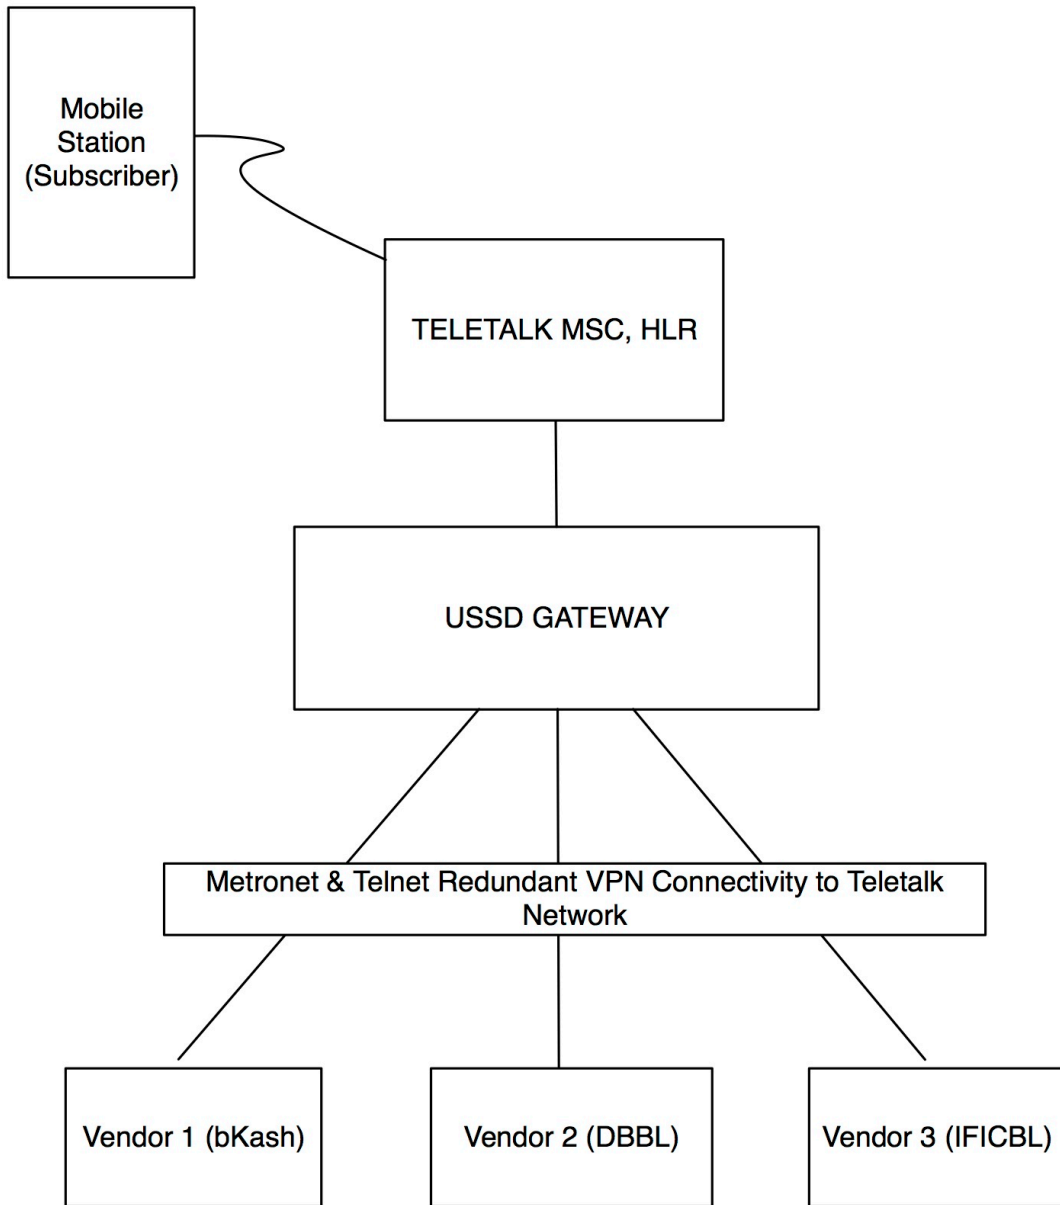 Mobile
Station
(Subscriber)
TELETALK MSC, HLR
USSD GATEWAY
Metronet & Telnet Redundant VPN Connectivity to Teletalk
Network
Vendor 1 (bKash)
Vendor 2 (DBBL)
Vendor 3 (IFICBL)